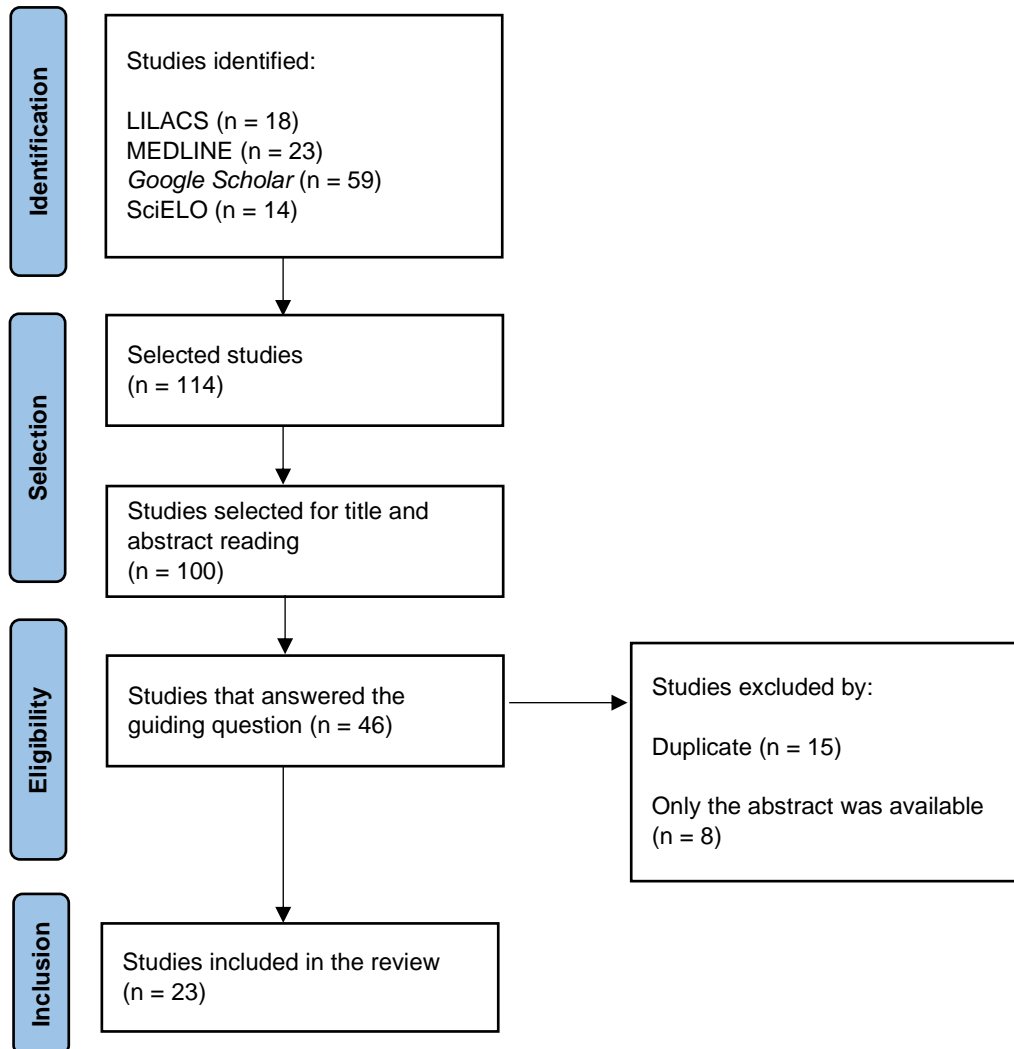 Identification
Studies identified:
LILACS (n = 18)
MEDLINE (n = 23)
Google Scholar (n = 59)
SciELO (n = 14)
Selection
Selected studies
(n = 114)
Studies selected for title and
abstract reading
(n = 100)
Eligibility
Studies that answered the
guiding question (n = 46)
Studies excluded by:
Duplicate (n = 15)
Only the abstract was available
(n = 8)
Inclusion
Studies included in the review
(n = 23)